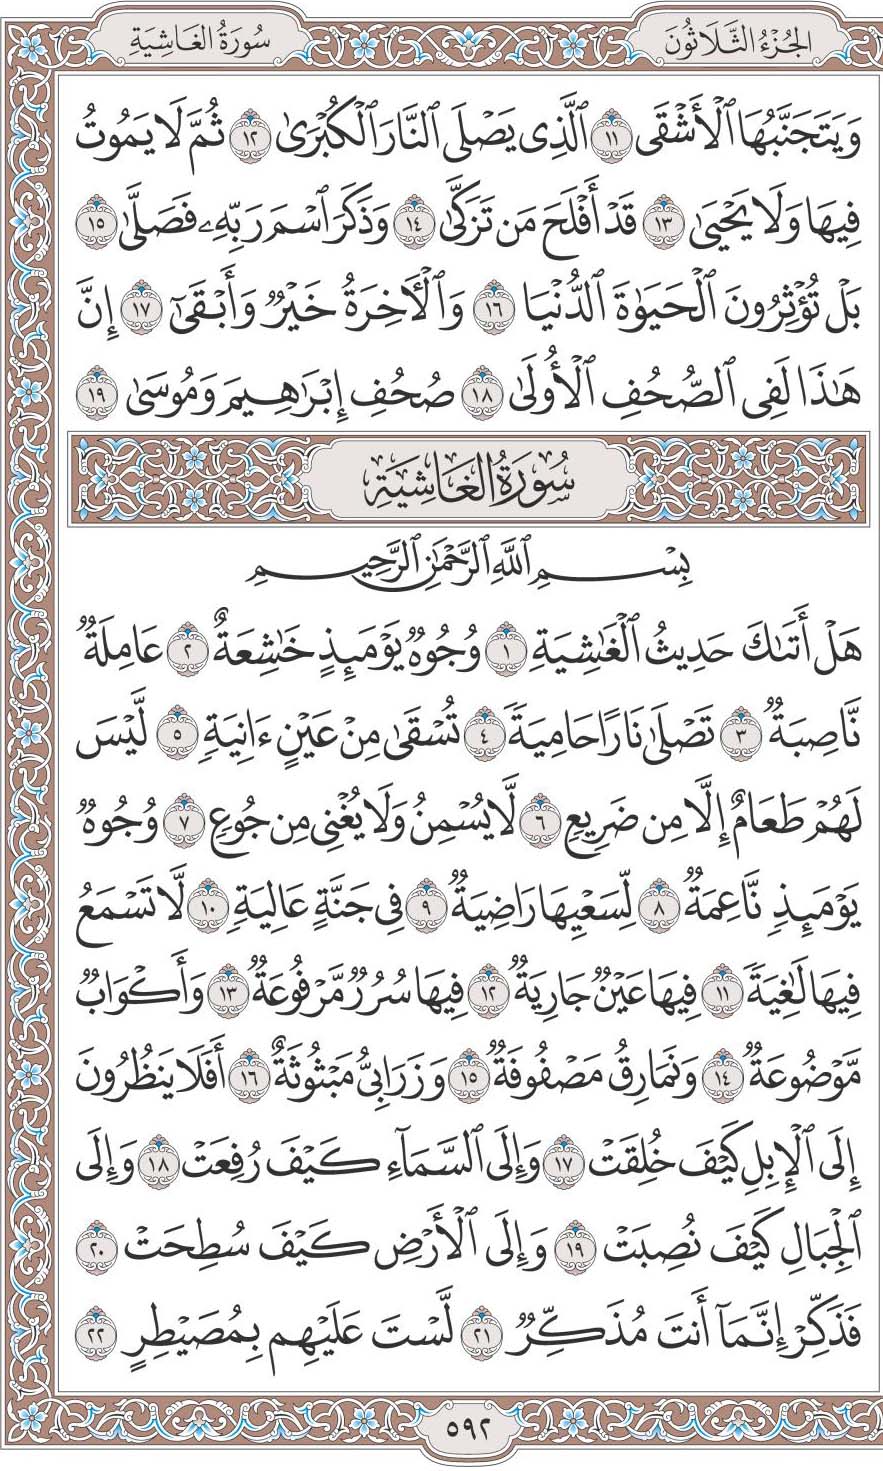 الجُزْءُ الثَّلَاثُونَ
سُورَةُ الغَاشِيَةِ
وَيَتَجَنَّبُهَا ٱلْأَشْقَى ١١ ٱلَّذِى يَصْلَى ٱلنَّارَ ٱلْكُبْرَىٰ ١٢ ثُمَّ لَا يَمُوتُ
فِيهَا وَلَا يَحْيَىٰ ١٣ قَدْ أَفْلَحَ مَن تَزَكَّىٰ ١٤ وَذَكَرَ ٱسْمَ رَبِّهِۦ فَصَلَّىٰ ١٥
بَلْ تُؤْثِرُونَ ٱلْحَيَوٰةَ ٱلدُّنْيَا ١٦ وَٱلْـَٔاخِرَةُ خَيْرٌ وَأَبْقَىٰٓ ١٧ إِنَّ
هَـٰذَا لَفِى ٱلصُّحُفِ ٱلْأُولَىٰ ١٨ صُحُفِ إِبْرَٰهِيمَ وَمُوسَىٰ ١٩
سُورَةُ الغَاشِيَةِ
بِسْمِ ٱللَّهِ ٱلرَّحْمَٰنِ ٱلرَّحِيمِ
هَلْ أَتَىٰكَ حَدِيثُ ٱلْغَٰشِيَةِ ١ وُجُوهٌ يَوْمَئِذٍ خَٰشِعَةٌ ٢ عَامِلَةٌ
نَّاصِبَةٌ ٣ تَصْلَىٰ نَارًا حَامِيَةً ٤ تُسْقَىٰ مِنْ عَيْنٍ ءَانِيَةٍ ٥ لَّيْسَ
لَهُمْ طَعَامٌ إِلَّا مِن ضَرِيعٍ ٦ لَّا يُسْمِنُ وَلَا يُغْنِى مِن جُوعٍ ٧ وُجُوهٌ
يَوْمَئِذٍ نَّاعِمَةٌ ٨ لِّسَعْيِهَا رَاضِيَةٌ ٩ فِى جَنَّةٍ عَالِيَةٍ ١٠ لَّا تَسْمَعُ
فِيهَا لَٰغِيَةً ١١ فِيهَا عَيْنٌ جَارِيَةٌ ١٢ فِيهَا سُرُرٌ مَّرْفُوعَةٌ ١٣ وَأَكْوَابٌ
مَّوْضُوعَةٌ ١٤ وَنَمَارِقُ مَصْفُوفَةٌ ١٥ وَزَرَابِىُّ مَبْثُوثَةٌ ١٦ أَفَلَا يَنظُرُونَ
إِلَى ٱلْإِبِلِ كَيْفَ خُلِقَتْ ١٧ وَإِلَى ٱلسَّمَآءِ كَيْفَ رُفِعَتْ ١٨ وَإِلَى
ٱلْجِبَالِ كَيْفَ نُصِبَتْ ١٩ وَإِلَى ٱلْأَرْضِ كَيْفَ سُطِحَتْ ٢٠
فَذَكِّرْ إِنَّمَآ أَنتَ مُذَكِّرٌ ٢١ لَّسْتَ عَلَيْهِم بِمُصَيْطِرٍ ٢٢
٥٩٢